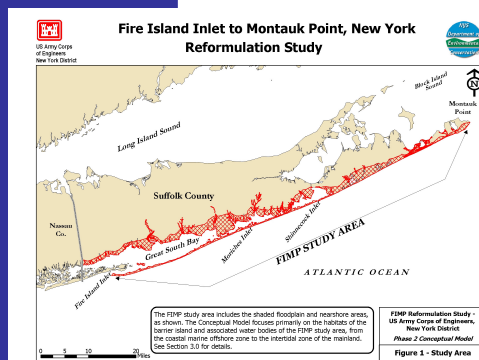 Fire Island Inlet to Montauk Point, New York
Reformulation Study
US Army Corps
of Engineers
New York District
NYS
Department of
Environmental
Conservation
N
Block Island
Sound
Montauk
Point
Long Island Sound
Suffolk County
Nassau
Co.
Great South Bay
Moriches Inlet
Shinnecock Inlet
Fire Island Inlet
FIMP STUDY AREA
ATLANTIC OCEAN
0 5 10 20
Miles
The FIMP study area includes the shaded floodplain and nearshore areas,
as shown. The Conceptual Model focuses primarily on the habitats of the
barrier island and associated water bodies of the FIMP study area, from
the coastal marine offshore zone to the intertidal zone of the mainland.
See Section 3.0 for details.
FIMP Reformulation Study -
US Army Corps of Engineers,
New York District
Phase 2 Conceptual Model
Figure 1 - Study Area